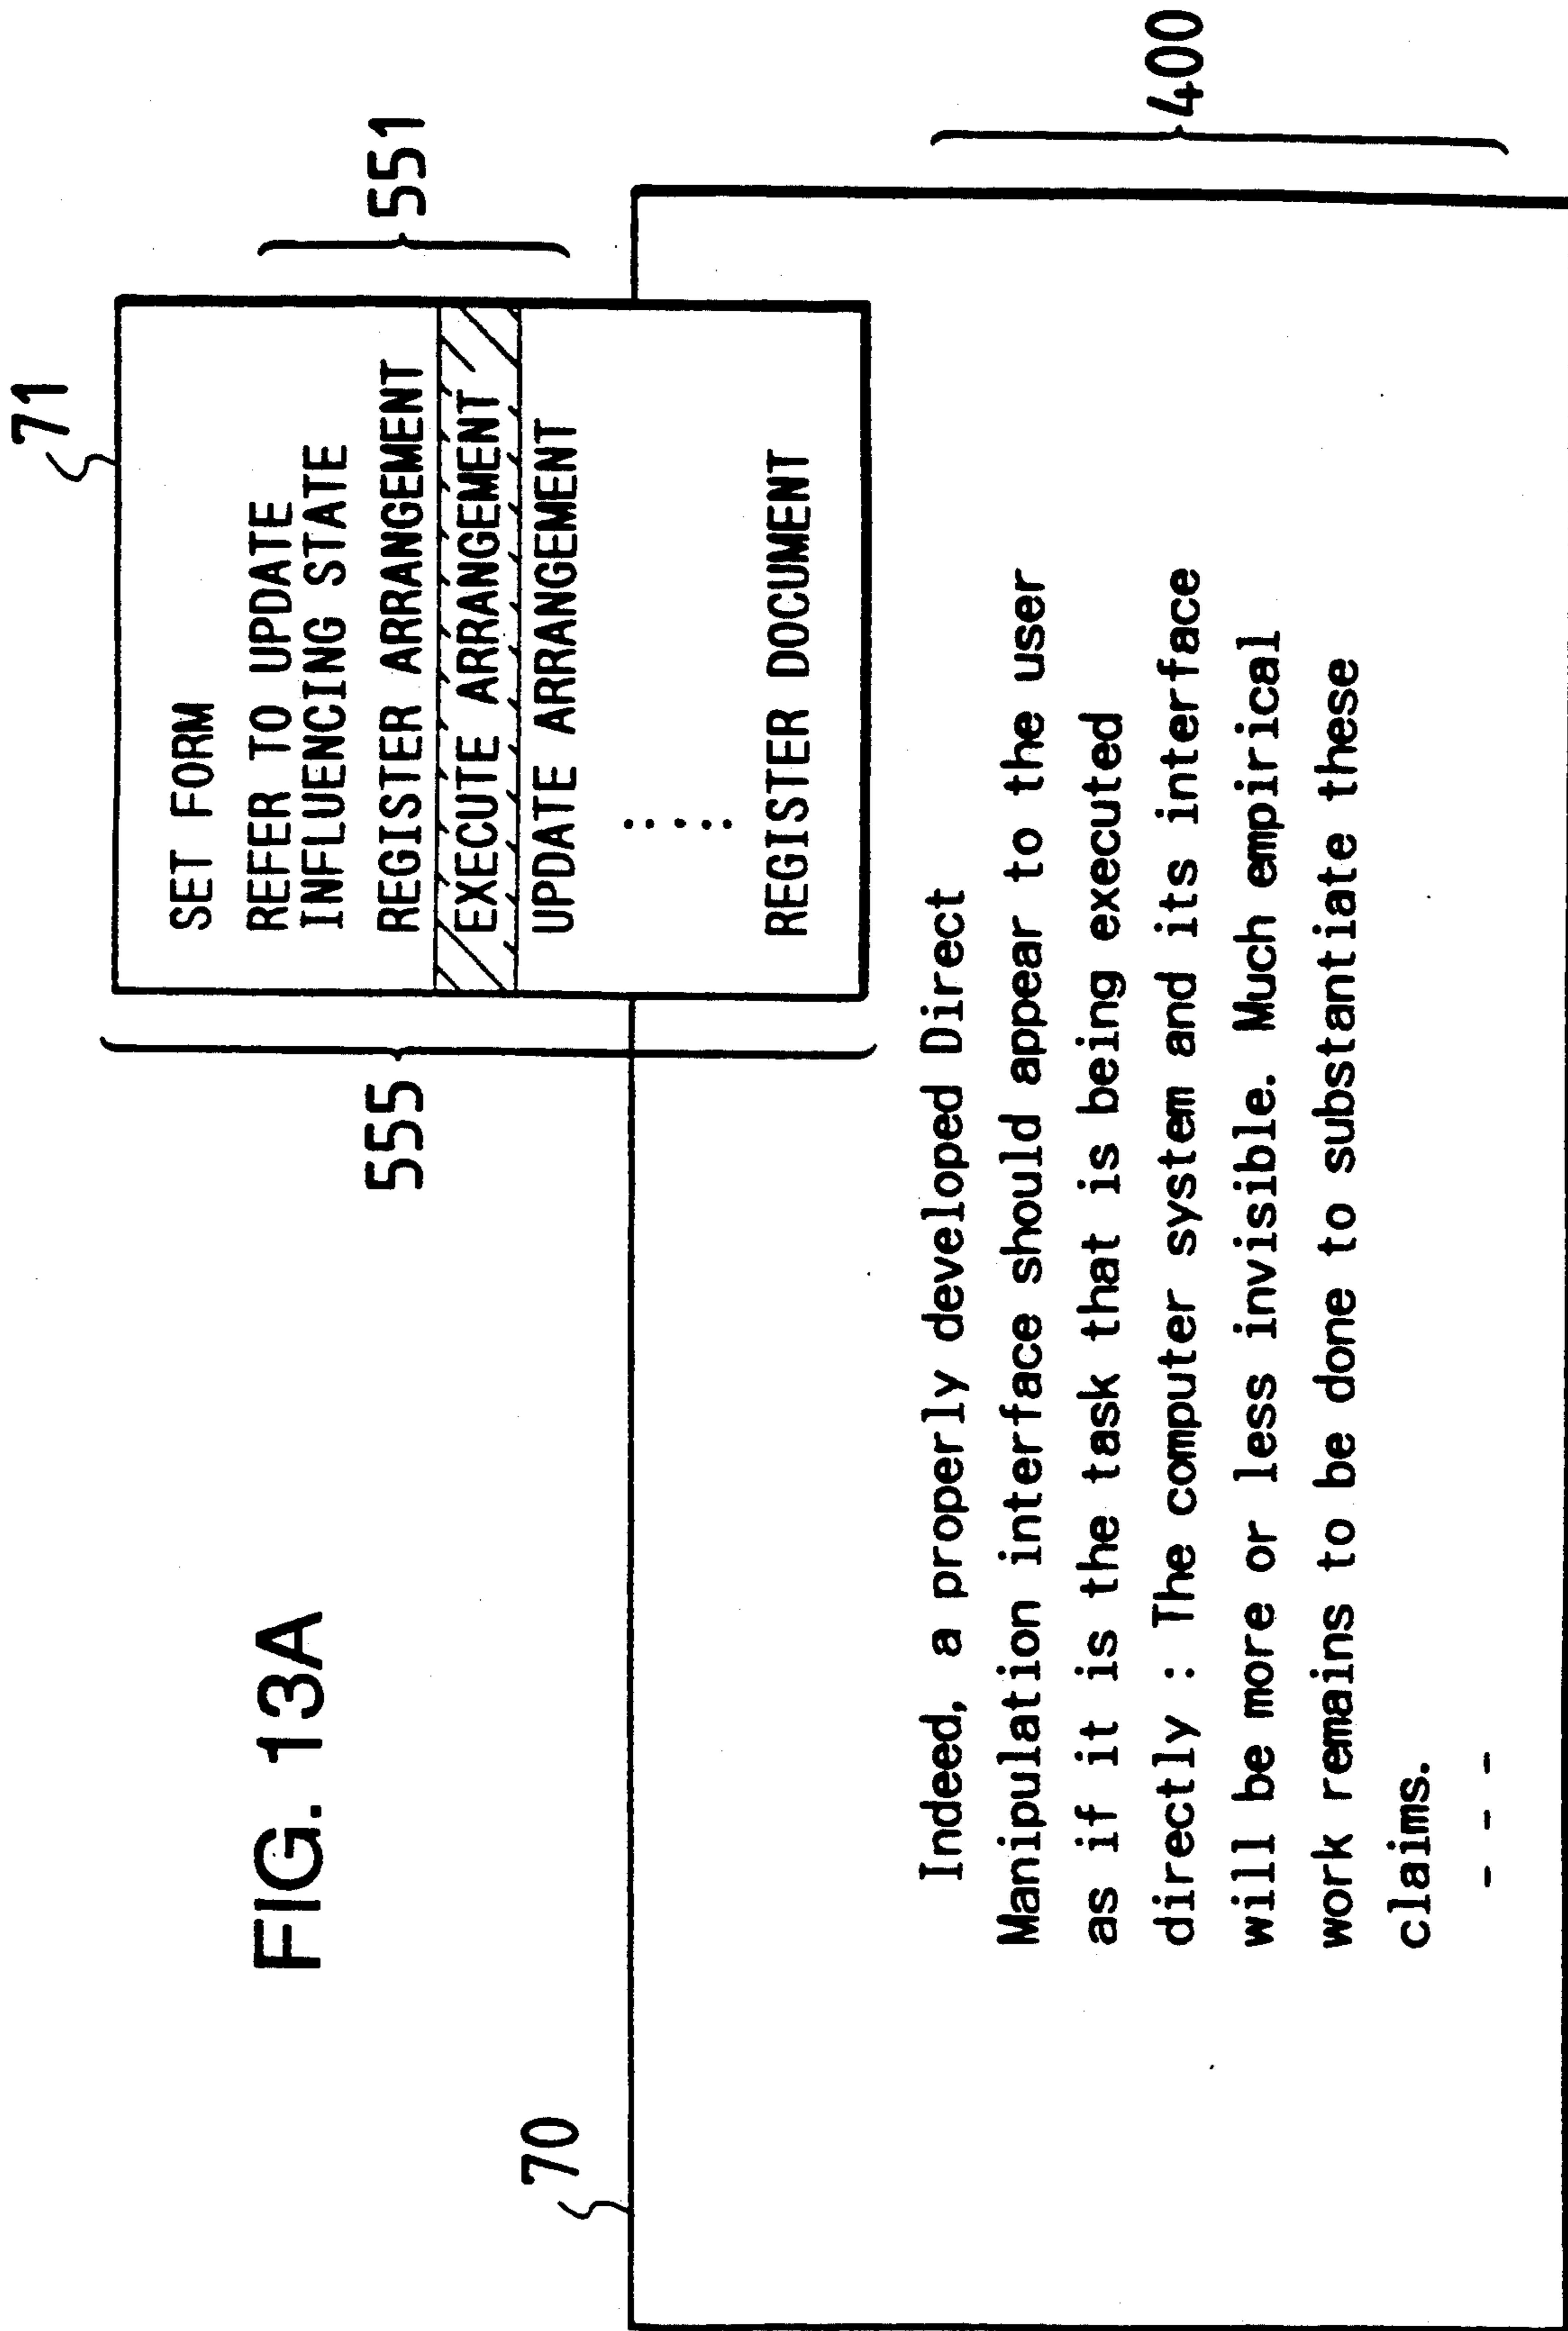 FIG. 13A
71
555
SET FORM
REFER TO UPDATE
INFLUENCING STATE
REGISTER ARRANGEMENT
EXECUTE ARRANGEMENT
UPDATE ARRANGEMENT
.....
REGISTER DOCUMENT
551
70
Indeed, a properly developed Direct
Manipulation interface should appear to the user
as if it is the task that is being executed
directly : The computer system and its interface
will be more or less invisible. Much empirical
work remains to be done to substantiate these
claims.
- - -
400